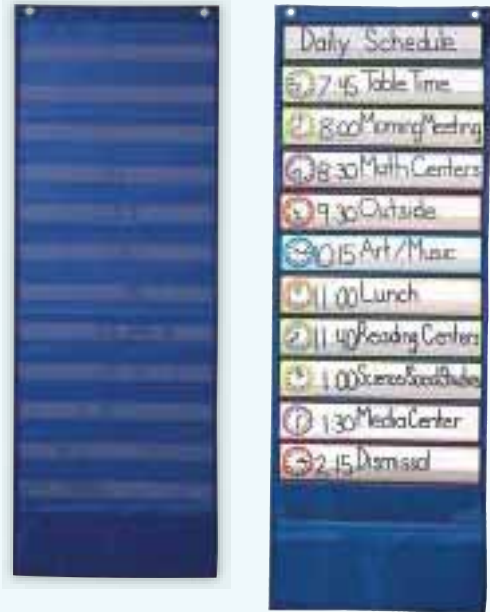 Daily Schedule
7:45 Table Time
8:00 Morning Meeting
8:30 Math Centers
9:30 Outside
10:15 Art/Music
11:00 Lunch
11:40 Reading Centers
1:00 Science/Social Studies
1:30 Media Center
2:15 Dismissal